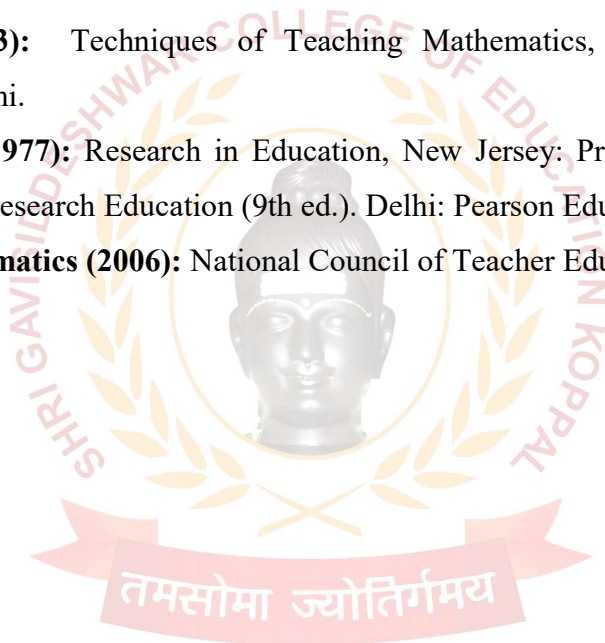 3): Techniques of Teaching Mathematics,
ni.
977): Research in Education, New Jersey: Pr
esearch Education (9th ed.). Delhi: Pearson Edu
matics (2006): National Council of Teacher Edu
SHRI GAVISIDDESHWAR COLLEGE OF EDUCATION KOPPAL
तमसोमा ज्योतिर्गमय